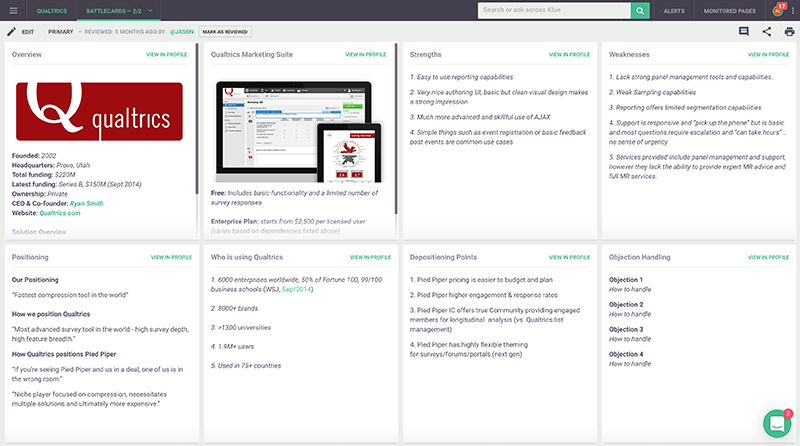 QUALTRICS
BATTLECARDS — 2/2
Search or ask across Klue
ALERTS
MONITORED PAGES
17
EDIT
PRIMARY
– REVIEWED: 5 MONTHS AGO BY @JASON
MARK AS REVIEWED
Overview
VIEW IN PROFILE
Q
qualtrics
Founded: 2002
Headquarters: Provo, Utah
Total funding: $220M
Latest funding: Series B, $150M (Sept 2014)
Ownership: Private
CEO & Co-founder: Ryan Smith
Website: Qualtrics.com
Solution Overview
Qualtrics Marketing Suite
VIEW IN PROFILE
Free: Includes basic functionality and a limited number of
survey responses
Enterprise Plan: starts from $2,500 per licensed user
(varies based on dependencies listed above)
Strengths
VIEW IN PROFILE
1. Easy to use reporting capabilities
2. Very nice authoring UI, basic but clean visual design makes
a strong impression
3. Much more advanced and skillful use of AJAX
4. Simple things such as event registration or basic feedback
post events are common use cases
Weaknesses
VIEW IN PROFILE
1. Lack strong panel management tools and capabilities.
2. Weak Sampling capabilities
3. Reporting offers limited segmentation capabilities
4. Support is responsive and "pick up the phone" but is basic
and most questions require escalation and "can take hours" ..
no sense of urgency
5. Services provided include panel management and support,
however they lack the ability to provide expert MR advice and
full MR services.
Positioning
VIEW IN PROFILE
Our Positioning
"Fastest compression tool in the world"
How we position Qualtrics
"Most advanced survey tool in the world - high survey depth,
high feature breadth."
How Qualtrics positions Pied Piper
"If you're seeing Pied Piper and us in a deal, one of us is in
the wrong room."
"Niche player focused on compression, necessitates
multiple solutions and ultimately more expensive."
Who is using Qualtrics
VIEW IN PROFILE
1. 6000 enterprises worldwide, 50% of Fortune 100, 99/100
business schools (WSJ, Sep/2014)
2. 8000+ brands
3. >1300 universities
4. 1.9M+ users
5. Used in 75+ countries
Depositioning Points
VIEW IN PROFILE
1. Pied Piper pricing is easier to budget and plan
2. Pied Piper higher engagement & response rates
3. Pied Piper IC offers true Community providing engaged
members for longitudinal analysis (vs. Qualtrics list
management)
4. Pied Piper has highly flexible theming
for surveys/forums/portals (next gen)
Objection Handling
VIEW IN PROFILE
Objection 1
How to handle
Objection 2
How to handle
Objection 3
How to handle
Objection 4
How to handle
2